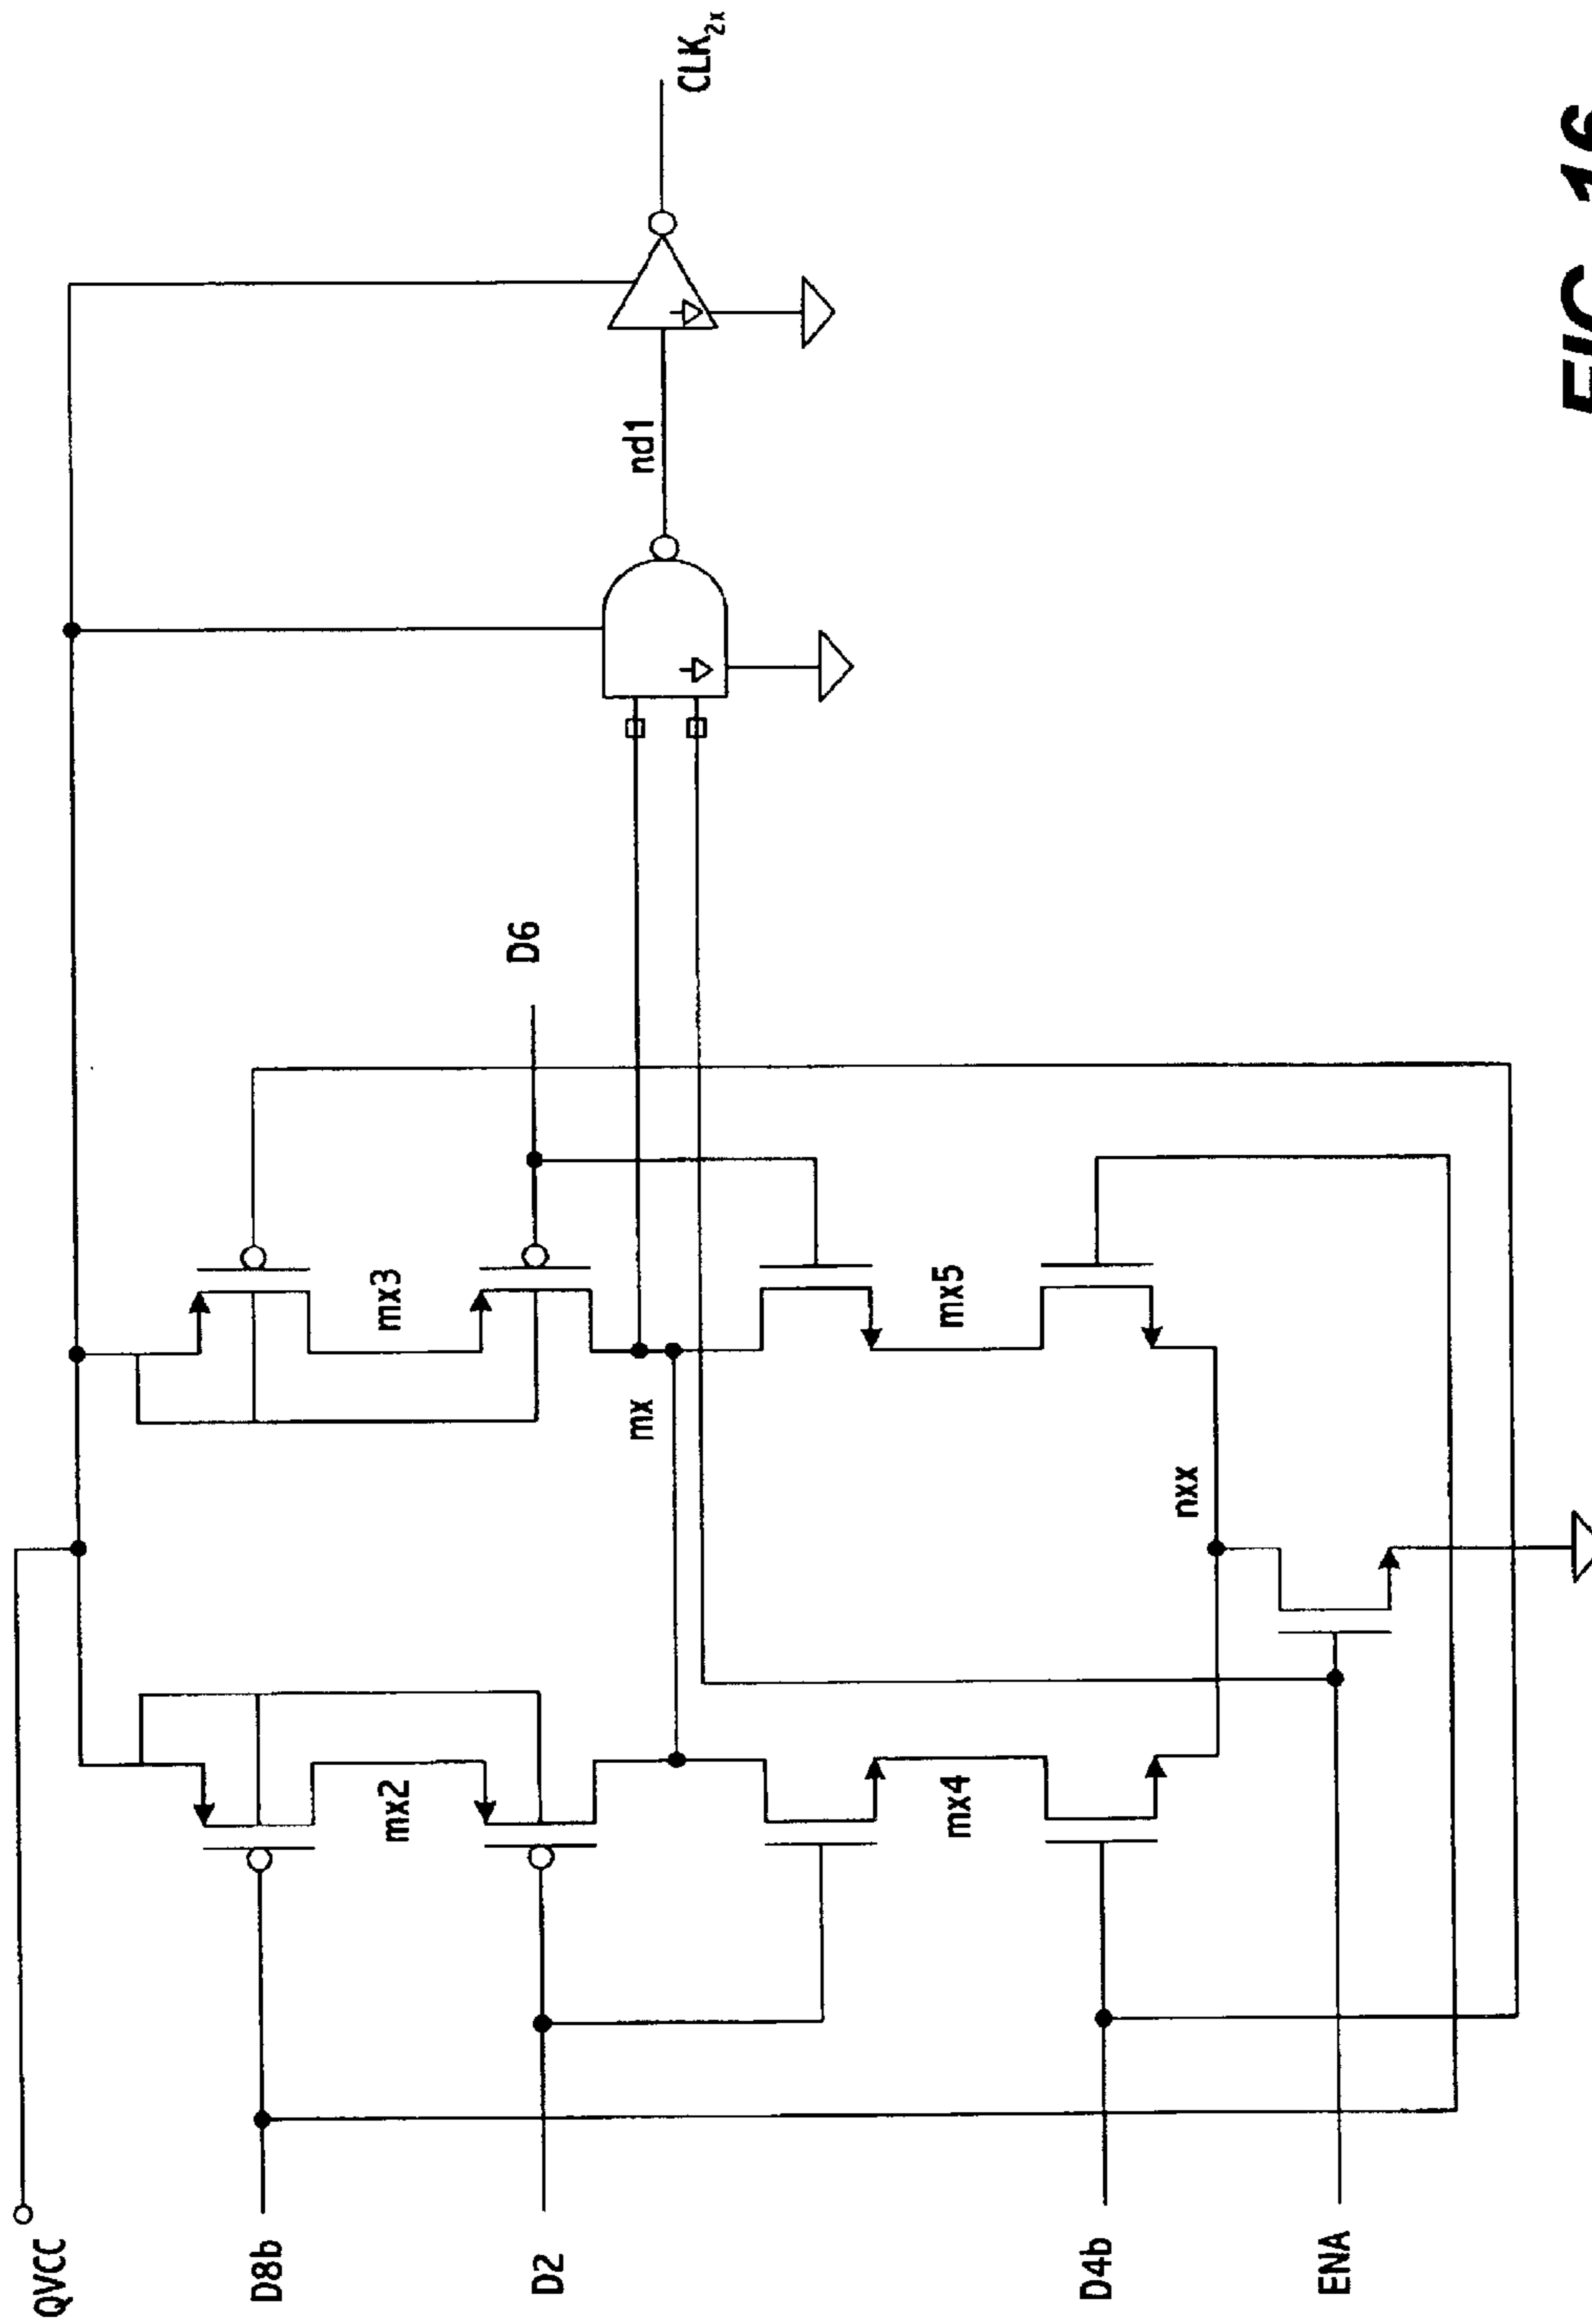 QVCC
D8b
D2
D4b
ENA
mx2
mx4
mx3
mx
mx5
nxx
D6
nd1
CLK2x
FIG. 16